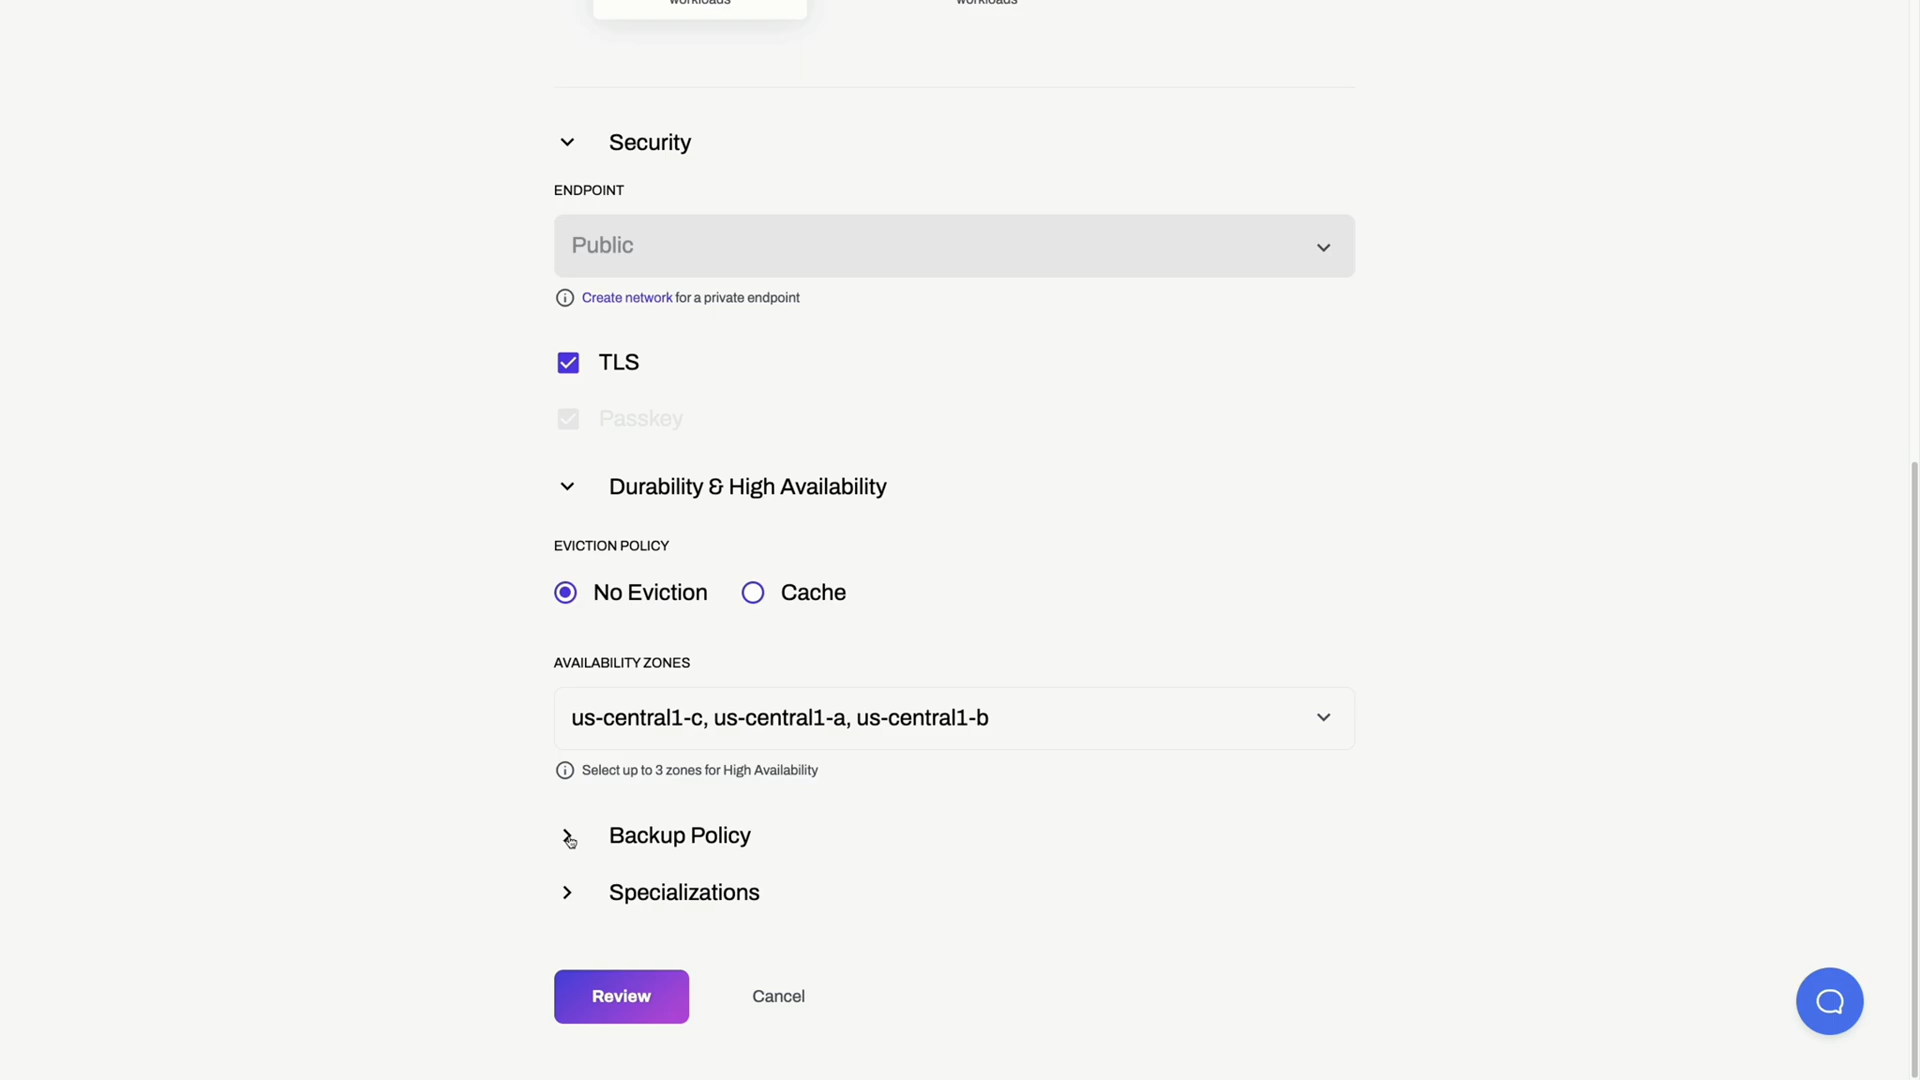 workloads workloads
Security
ENDPOINT
Public
Create network for a private endpoint
TLS
Passkey
Durability & High Availability
EVICTION POLICY
No Eviction Cache
AVAILABILITY ZONES
us-central1-c, us-central1-a, us-central1-b
Select up to 3 zones for High Availability
Backup Policy
Specializations
Review Cancel